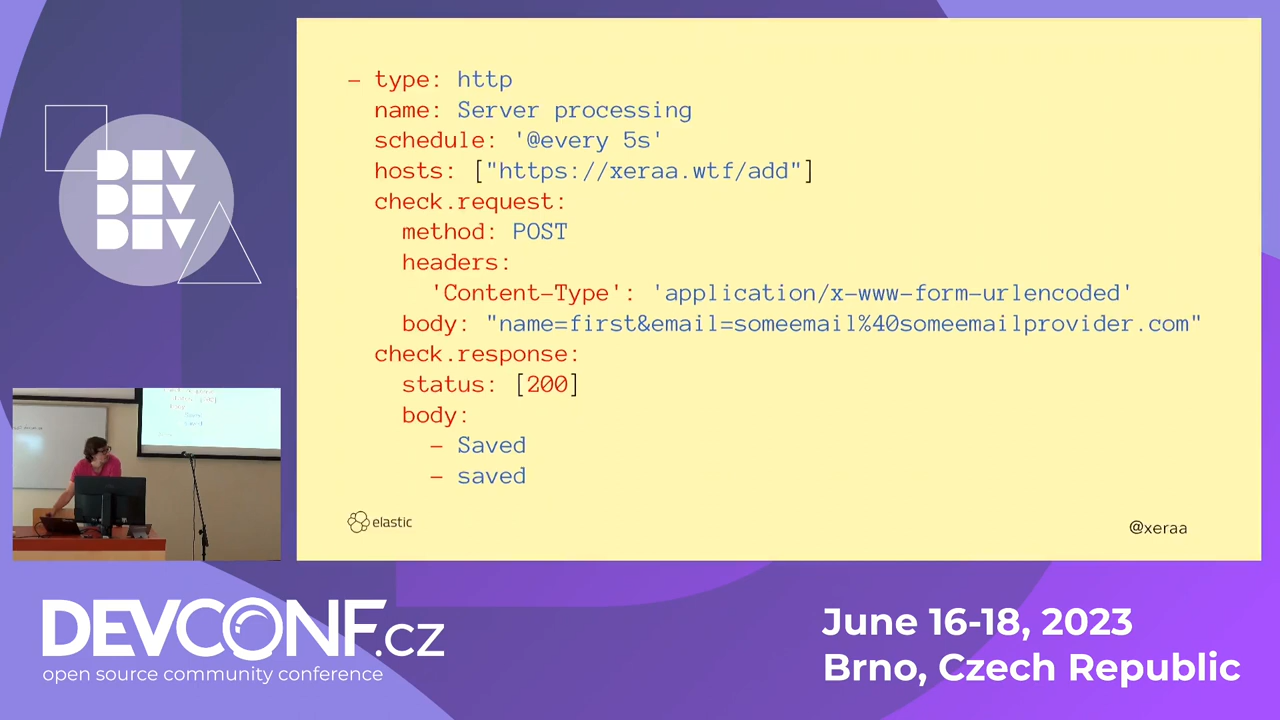 DEV
DEV
DEV
- type: http
name: Server processing
schedule: '@every 5s'
hosts: ["https://xeraa.wtf/add"]
check.request:
method: POST
headers:
'Content-Type': 'application/x-www-form-urlencoded'
body: "name=first&email=someemail%40someemailprovider.com"
check.response:
status: [200]
body:
- Saved
- saved
elastic
@xeraa
DEVCONF.cz
open source community conference
June 16-18, 2023
Brno, Czech Republic